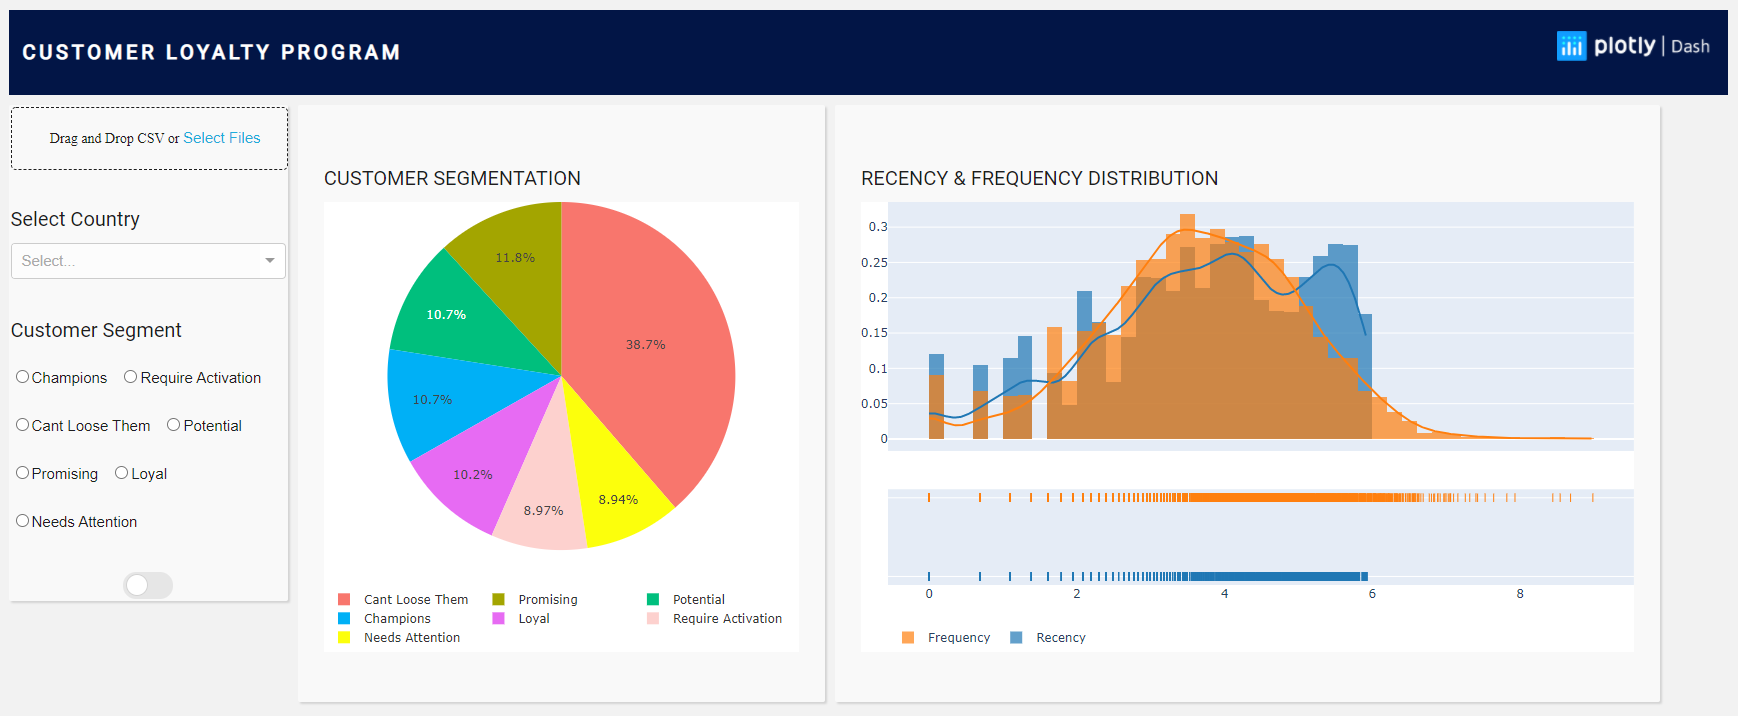 CUSTOMER LOYALTY PROGRAM
plotly | Dash
Drag and Drop CSV or Select Files
Select Country
Select...
Customer Segment
Champions Require Activation
Cant Loose Them Potential
Promising Loyal
Needs Attention
CUSTOMER SEGMENTATION
11.8%
10.7%
38.7%
10.7%
10.2%
8.94%
8.97%
Cant Loose Them Promising Potential
Champions Loyal Require Activation
Needs Attention
RECENCY & FREQUENCY DISTRIBUTION
0.3
0.25
0.2
0.15
0.1
0.05
0
0 2 4 6 8
Frequency Recency